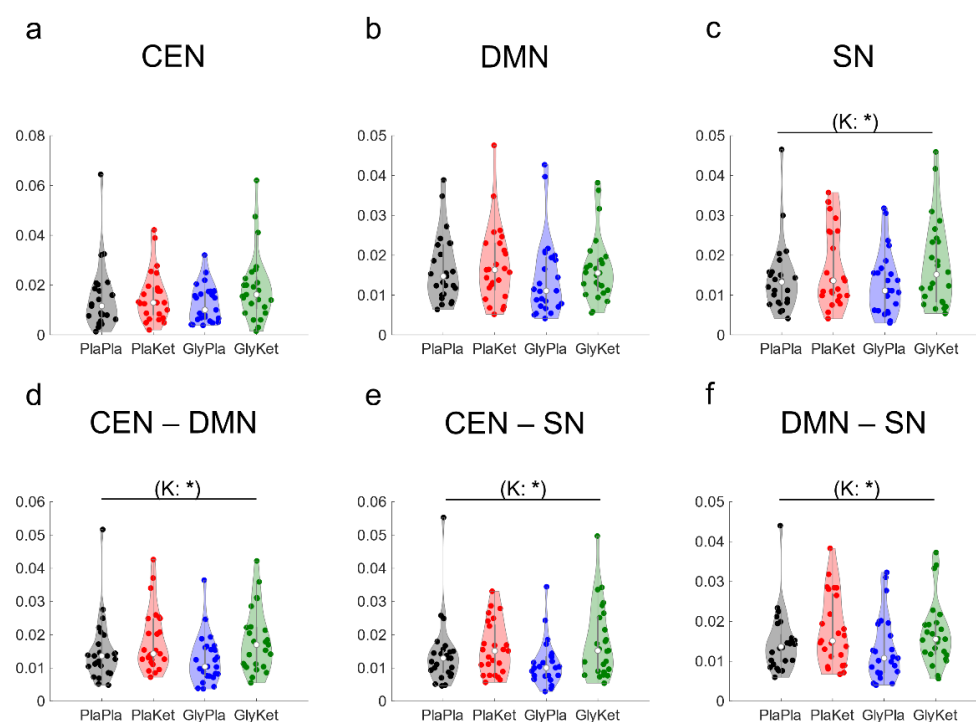 a
CEN
0.08
0.06
0.04
0.02
0
PlaPla PlaKet GlyPla GlyKet
b
DMN
0.05
0.04
0.03
0.02
0.01
0
PlaPla PlaKet GlyPla GlyKet
c
SN
(K: *)
0.05
0.04
0.03
0.02
0.01
0
PlaPla PlaKet GlyPla GlyKet
d
CEN – DMN
(K: *)
0.06
0.05
0.04
0.03
0.02
0.01
0
PlaPla PlaKet GlyPla GlyKet
e
CEN – SN
(K: *)
0.06
0.05
0.04
0.03
0.02
0.01
0
PlaPla PlaKet GlyPla GlyKet
f
DMN – SN
(K: *)
0.05
0.04
0.03
0.02
0.01
0
PlaPla PlaKet GlyPla GlyKet